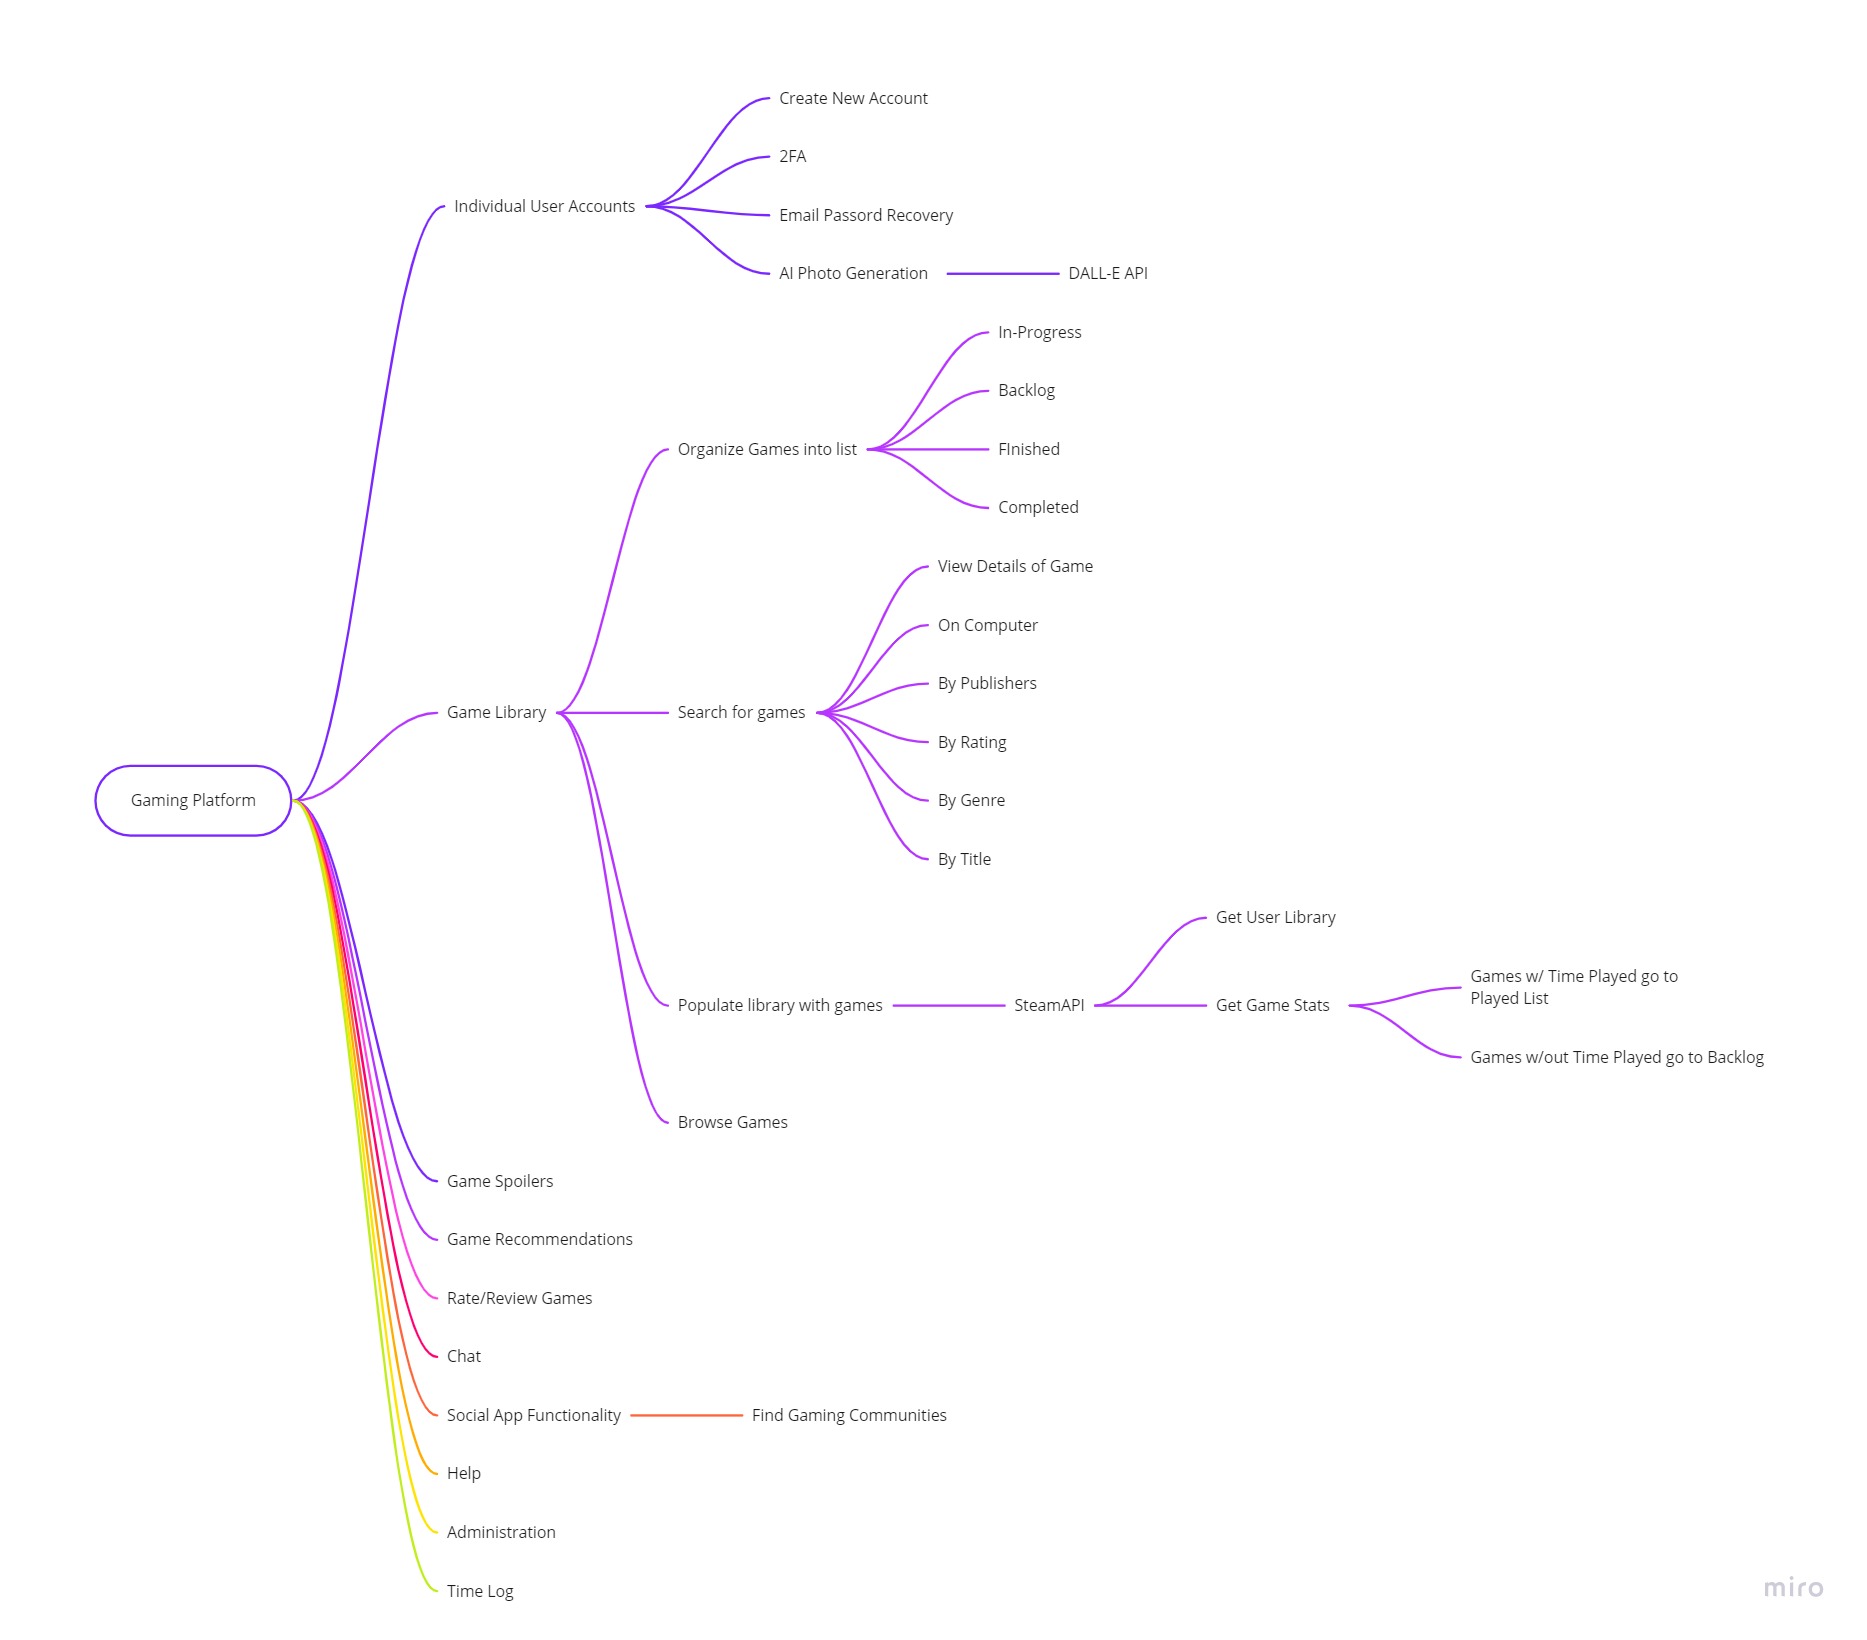 Create New Account
2FA
Individual User Accounts
Email Passord Recovery
AI Photo Generation
DALL-E API
In-Progress
Backlog
Organize Games into list
FInished
Completed
View Details of Game
On Computer
By Publishers
Game Library
Search for games
By Rating
Gaming Platform
By Genre
By Title
Get User Library
Games w/ Time Played go to
Played List
Populate library with games
SteamAPI
Get Game Stats
Games w/out Time Played go to Backlog
Browse Games
Game Spoilers
Game Recommendations
Rate/Review Games
Chat
Social App Functionality
Find Gaming Communities
Help
Administration
Time Log
miro